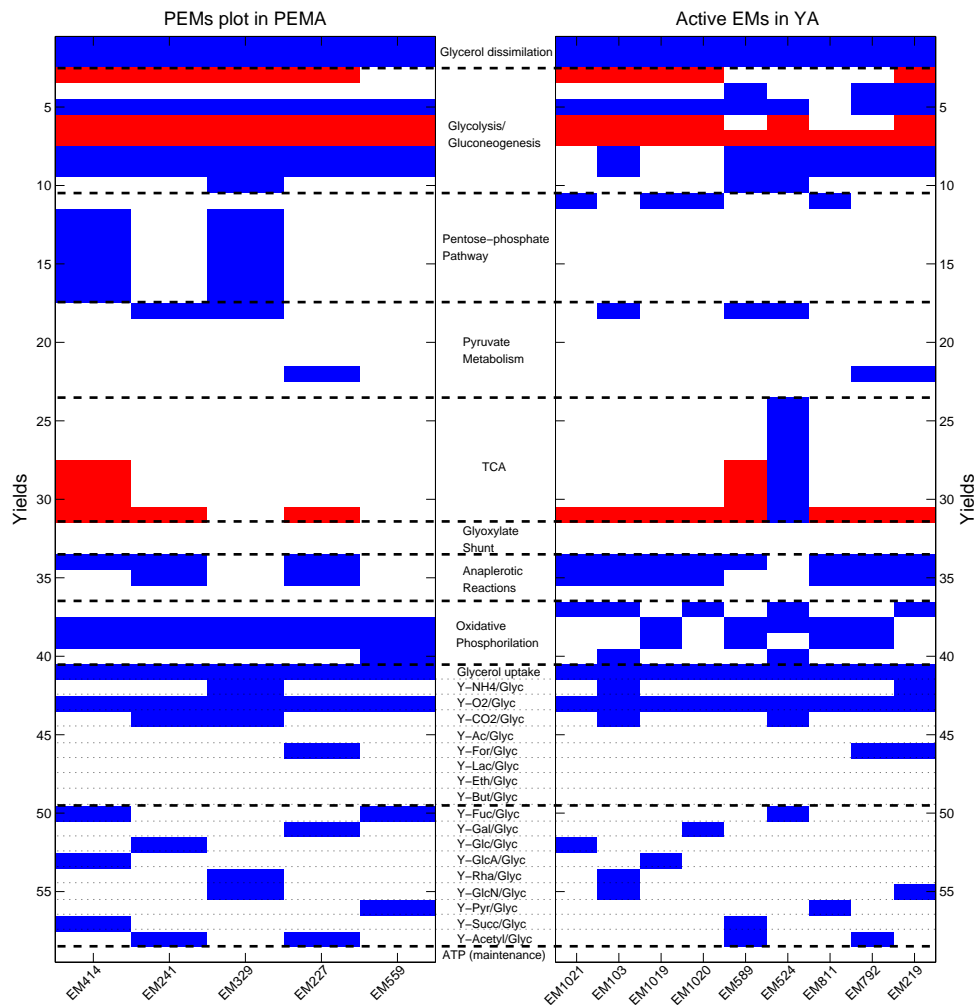 PEMs plot in PEMA
Active EMs in YA
Glycerol dissimilation
Glycolysis/
Gluconeogenesis
Pentose−phosphate
Pathway
Pyruvate
Metabolism
TCA
Glyoxylate
Shunt
Anaplerotic
Reactions
Oxidative
Phosphorilation
Glycerol uptake
Y−NH4/Glyc
Y−O2/Glyc
Y−CO2/Glyc
Y−Ac/Glyc
Y−For/Glyc
Y−Lac/Glyc
Y−Eth/Glyc
Y−But/Glyc
Y−Fuc/Glyc
Y−Gal/Glyc
Y−Glc/Glyc
Y−GlcA/Glyc
Y−Rha/Glyc
Y−GlcN/Glyc
Y−Pyr/Glyc
Y−Succ/Glyc
Y−Acetyl/Glyc
ATP (maintenance)
Yields
5
10
15
20
25
30
35
40
45
50
55
EM414
EM241
EM329
EM227
EM559
Yields
5
10
15
20
25
30
35
40
45
50
55
EM1021
EM103
EM1019
EM1020
EM589
EM524
EM811
EM792
EM219